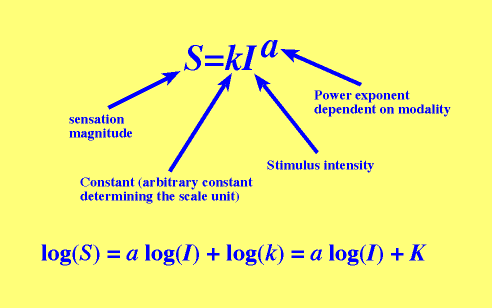 S=kI^a
Power exponent
dependent on modality
sensation
magnitude
Stimulus intensity
Constant (arbitrary constant
determining the scale unit)
log(S) = a log(I) + log(k) = a log(I) + K